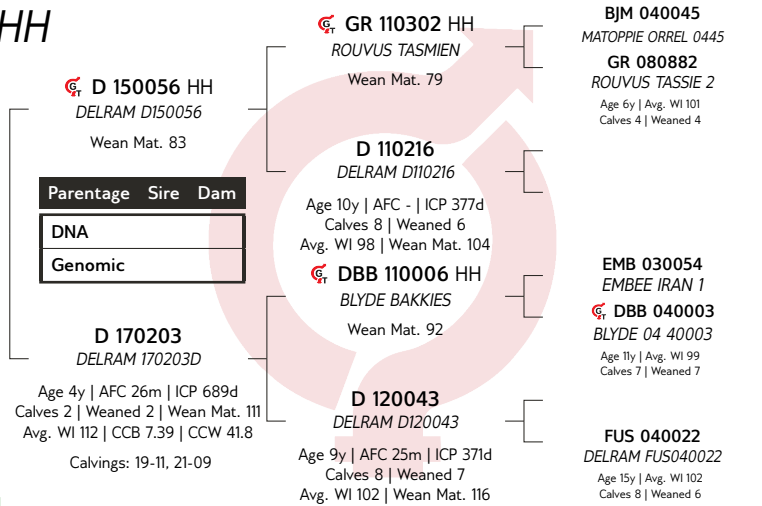 HH
D 150056 HH
DELRAM D150056
Wean Mat. 83
Parentage Sire Dam
DNA
Genomic
D 170203
DELRAM 170203D
Age 4y | AFC 26m | ICP 689d
Calves 2 | Weaned 2 | Wean Mat. 111
Avg. WI 112 | CCB 7.39 | CCW 41.8
Calvings: 19-11, 21-09
GR 110302 HH
ROUVUS TASMIEN
Wean Mat. 79
D 110216
DELRAM D110216
Age 10y | AFC - | ICP 377d
Calves 8 | Weaned 6
Avg. WI 98 | Wean Mat. 104
DBB 110006 HH
BLYDE BAKKIES
Wean Mat. 92
D 120043
DELRAM D120043
Age 9y | AFC 25m | ICP 371d
Calves 8 | Weaned 7
Avg. WI 102 | Wean Mat. 116
BJM 040045
MATOPPIE ORREL 0445
GR 080882
ROUVUS TASSIE 2
Age 6y | Avg. WI 101
Calves 4 | Weaned 4
EMB 030054
EMBEE IRAN 1
DBB 040003
BLYDE 04 40003
Age 11y | Avg. WI 99
Calves 7 | Weaned 7
FUS 040022
DELRAM FUS040022
Age 15y | Avg. WI 102
Calves 8 | Weaned 6